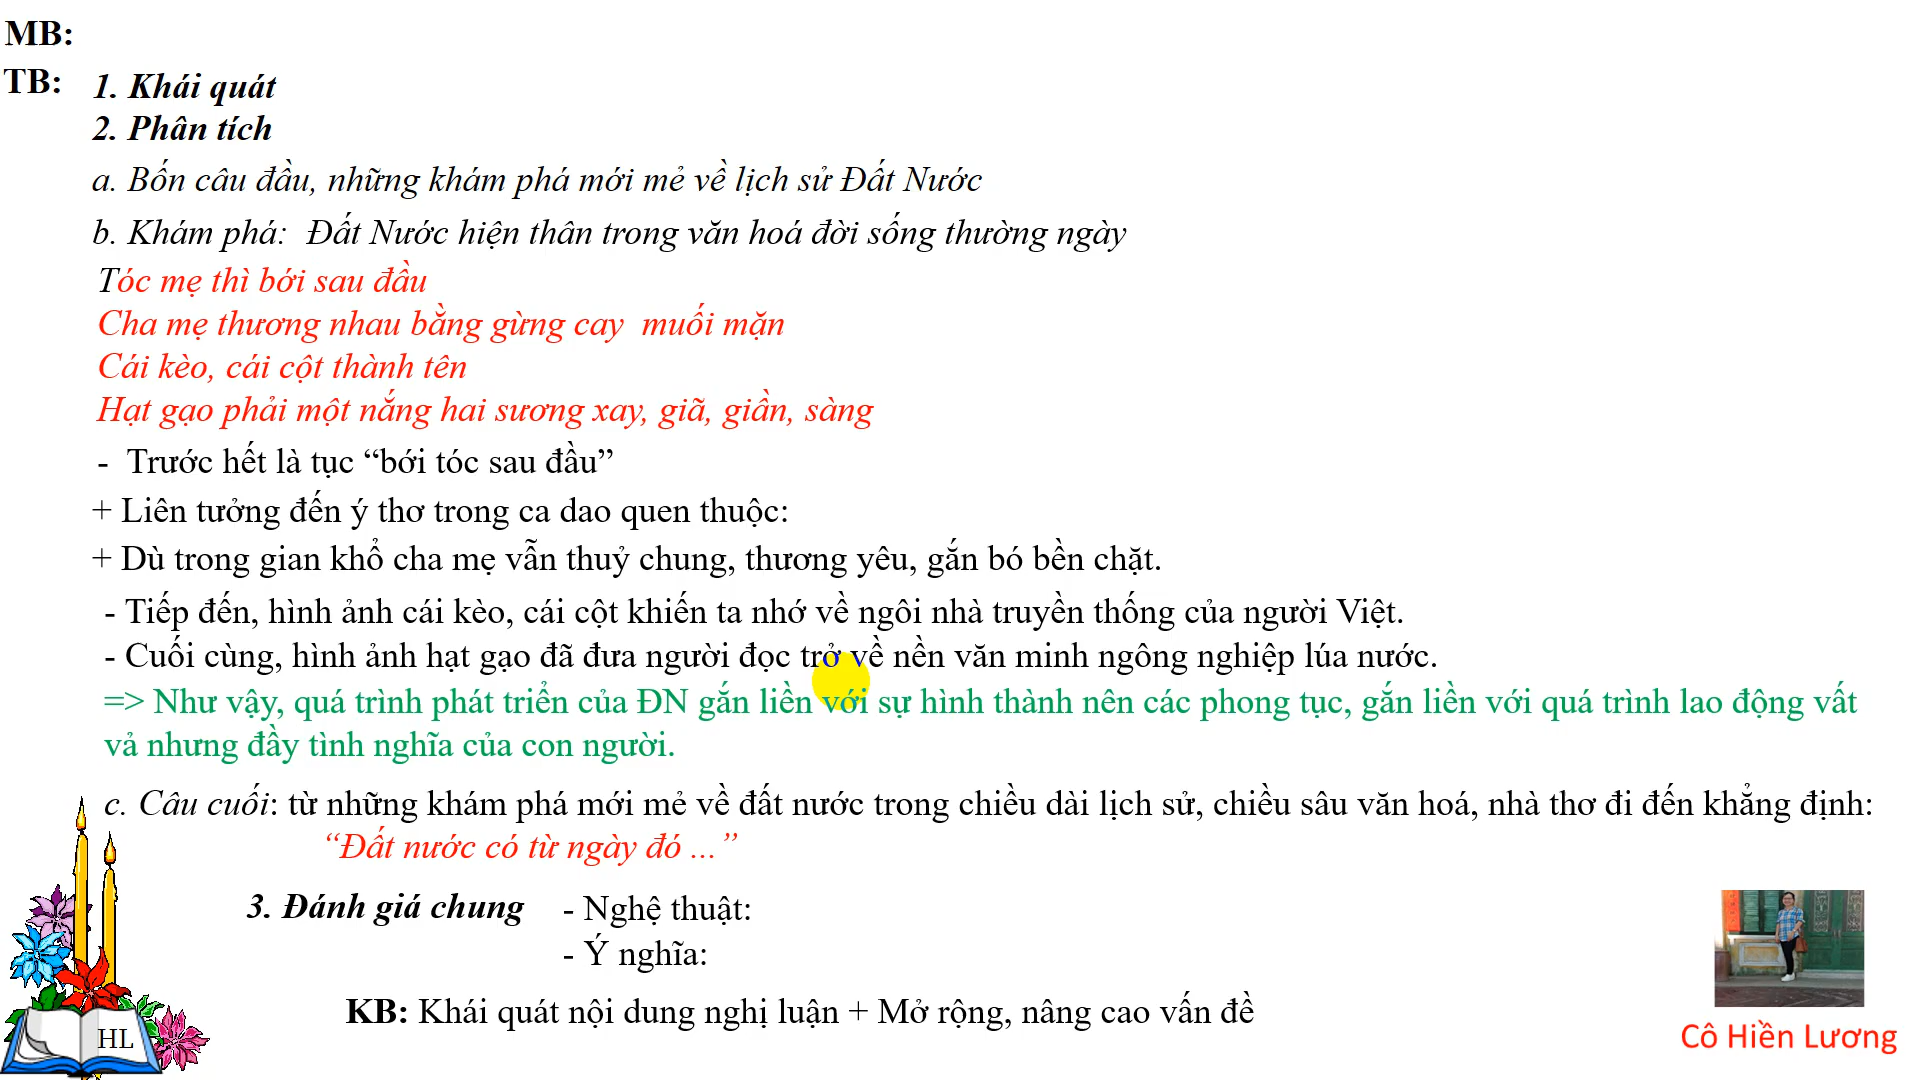 MB:
TB:
1. Khái quát
2. Phân tích
a. Bốn câu đầu, những khám phá mới mẻ về lịch sử Đất Nước
b. Khám phá: Đất Nước hiện thân trong văn hoá đời sống thường ngày
Tóc mẹ thì bới sau đầu
Cha mẹ thương nhau bằng gừng cay muối mặn
Cái kèo, cái cột thành tên
Hạt gạo phải một nắng hai sương xay, giã, giần, sàng
- Trước hết là tục “bới tóc sau đầu”
+ Liên tưởng đến ý thơ trong ca dao quen thuộc:
+ Dù trong gian khổ cha mẹ vẫn thuỷ chung, thương yêu, gắn bó bền chặt.
- Tiếp đến, hình ảnh cái kèo, cái cột khiến ta nhớ về ngôi nhà truyền thống của người Việt.
- Cuối cùng, hình ảnh hạt gạo đã đưa người đọc trở về nền văn minh ngông nghiệp lúa nước.
=> Như vậy, quá trình phát triển của ĐN gắn liền với sự hình thành nên các phong tục, gắn liền với quá trình lao động vất
vả nhưng đầy tình nghĩa của con người.
c. Câu cuối: từ những khám phá mới mẻ về đất nước trong chiều dài lịch sử, chiều sâu văn hoá, nhà thơ đi đến khẳng định:
“Đất nước có từ ngày đó ...”
3. Đánh giá chung
- Nghệ thuật:
- Ý nghĩa:
KB: Khái quát nội dung nghị luận + Mở rộng, nâng cao vấn đề
HL
Cô Hiền Lương